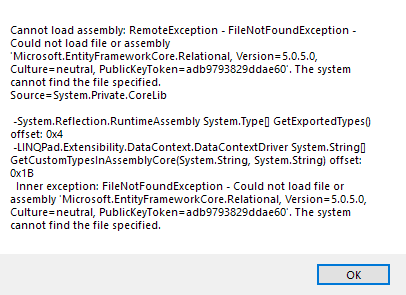 Cannot load assembly: RemoteException - FileNotFoundException -
Could not load file or assembly
'Microsoft.EntityFrameworkCore.Relational, Version=5.0.5.0,
Culture=neutral, PublicKeyToken=adb9793829ddae60'. The system
cannot find the file specified.
Source=System.Private.CoreLib

-System.Reflection.RuntimeAssembly System.Type[] GetExportedTypes()
offset: 0x4
-LINQPad.Extensibility.DataContext.DataContextDriver System.String[]
GetCustomTypesInAssemblyCore(System.String, System.String) offset:
0x1B
Inner exception: FileNotFoundException - Could not load file or
assembly 'Microsoft.EntityFrameworkCore.Relational, Version=5.0.5.0,
Culture=neutral, PublicKeyToken=adb9793829ddae60'. The system
cannot find the file specified.
OK